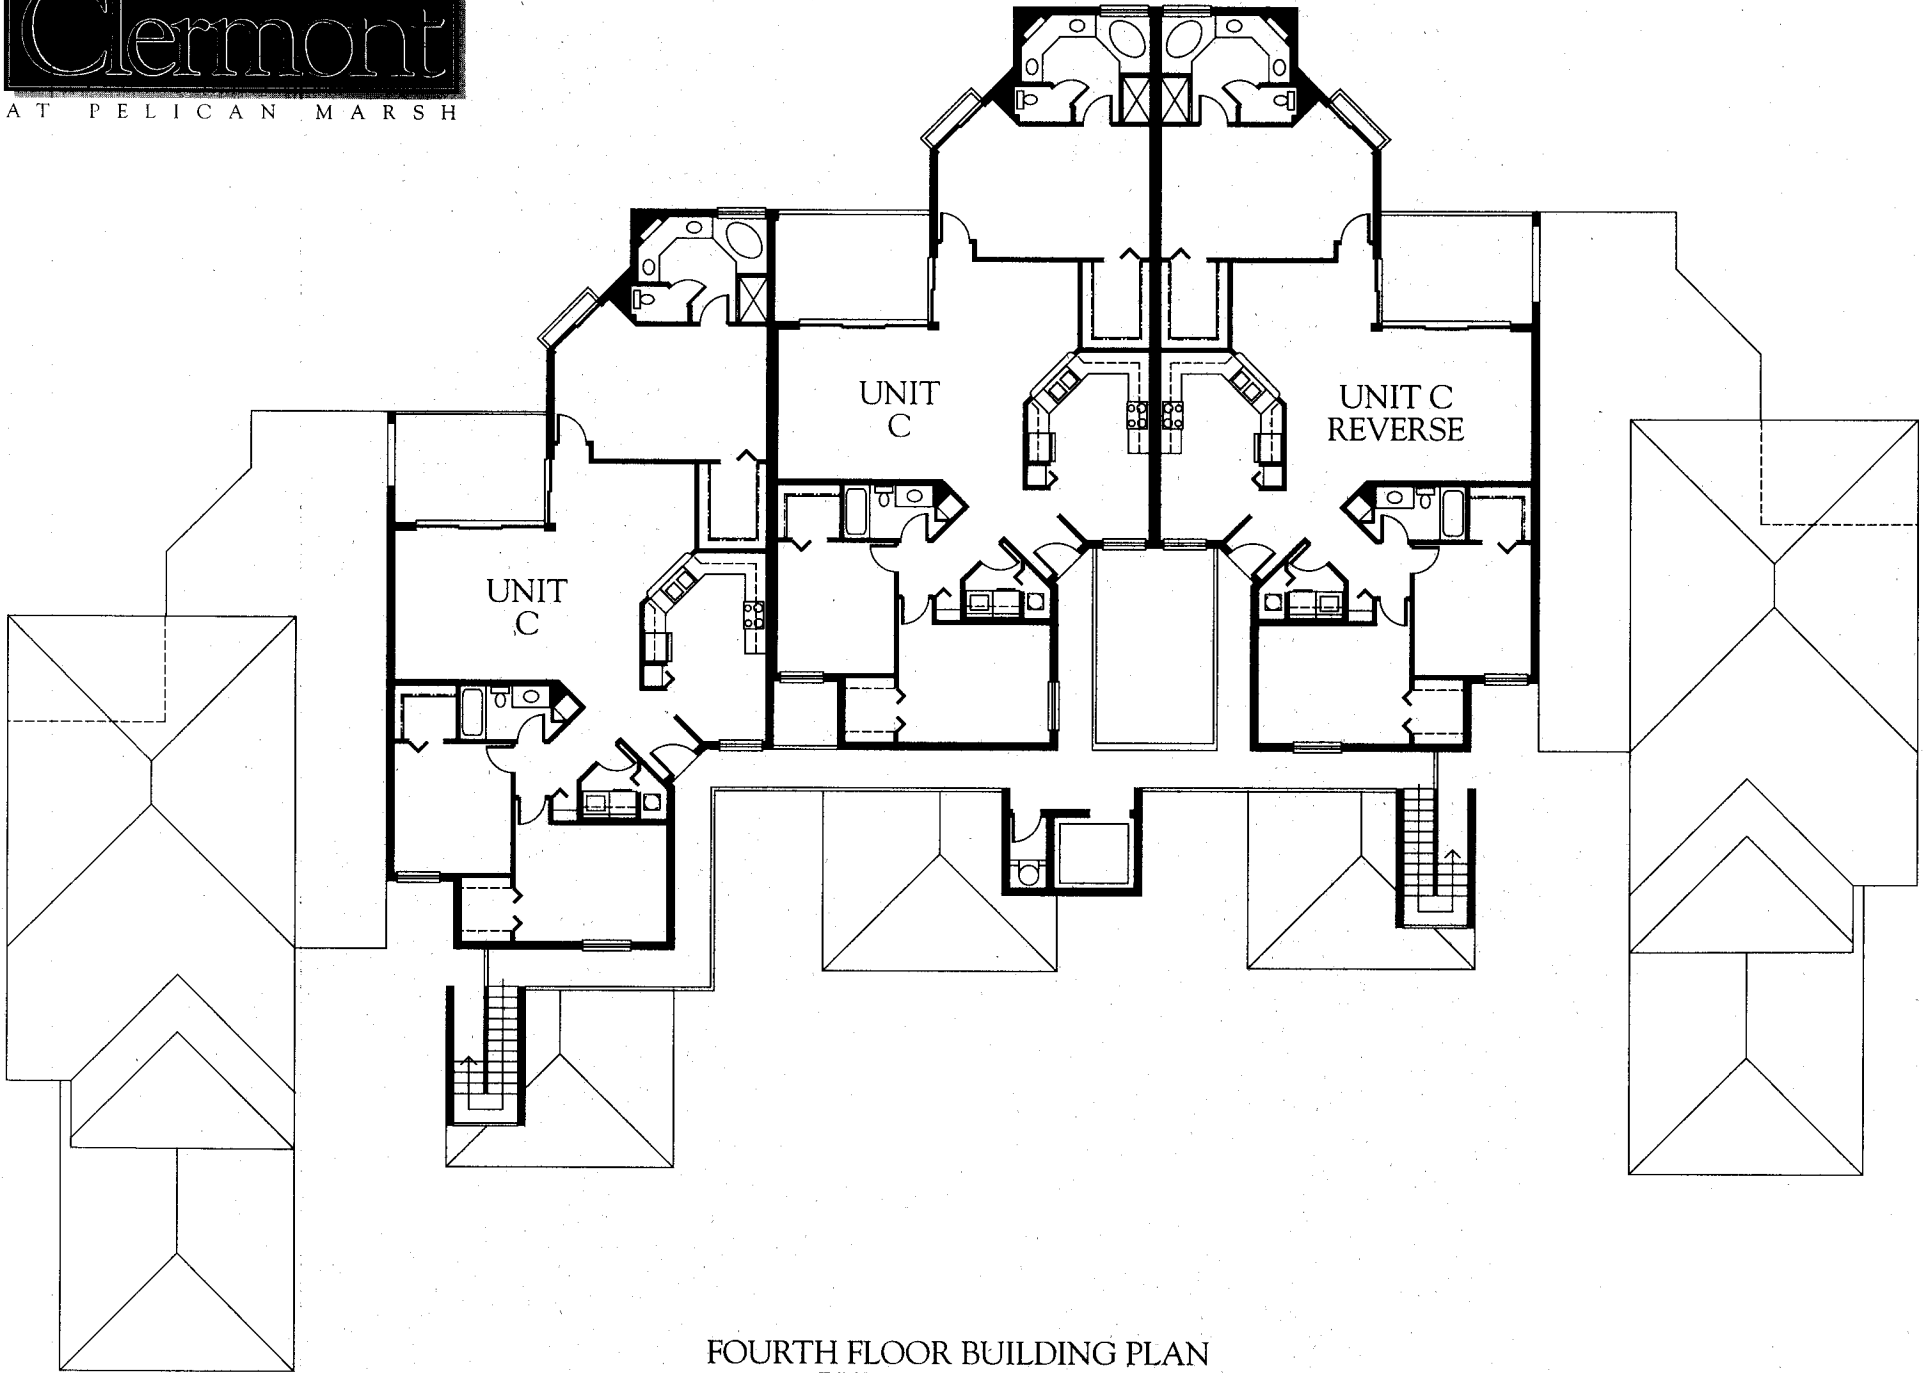 Clermont
AT PELICAN MARSH
UNIT
C
UNIT C
REVERSE
UNIT
C
FOURTH FLOOR BUILDING PLAN